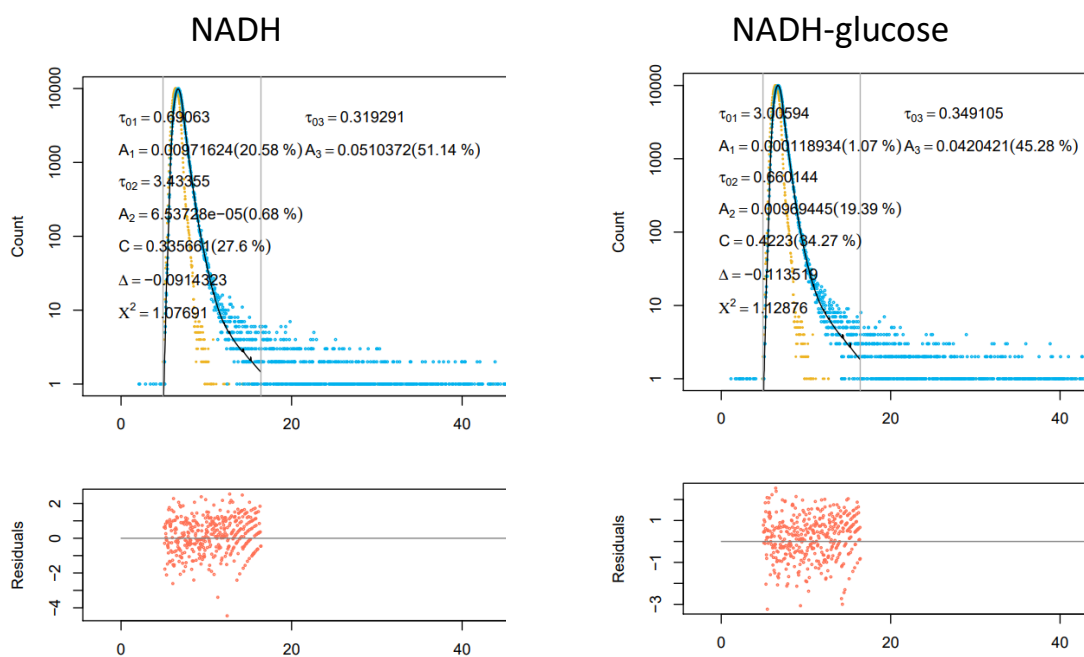 NADH
NADH-glucose
10000
1000
100
10
1
Count
τ01 = 0.69063
τ03 = 0.319291
A1 = 0.00971624(20.58 %)
A3 = 0.0510372(51.14 %)
τ02 = 3.43355
A2 = 6.53728e−05(0.68 %)
C = 0.335661(27.6 %)
Δ = −0.0914323
X2 = 1.07691
0 20 40
10000
1000
100
10
1
Count
τ01 = 3.00594
τ03 = 0.349105
A1 = 0.000118934(1.07 %)
A3 = 0.0420421(45.28 %)
τ02 = 0.660144
A2 = 0.00969445(19.39 %)
C = 0.4223(34.27 %)
Δ = −0.113519
X2 = 1.12876
0 20 40
2
0
−2
−4
Residuals
0 20 40
1
−1
−3
Residuals
0 20 40